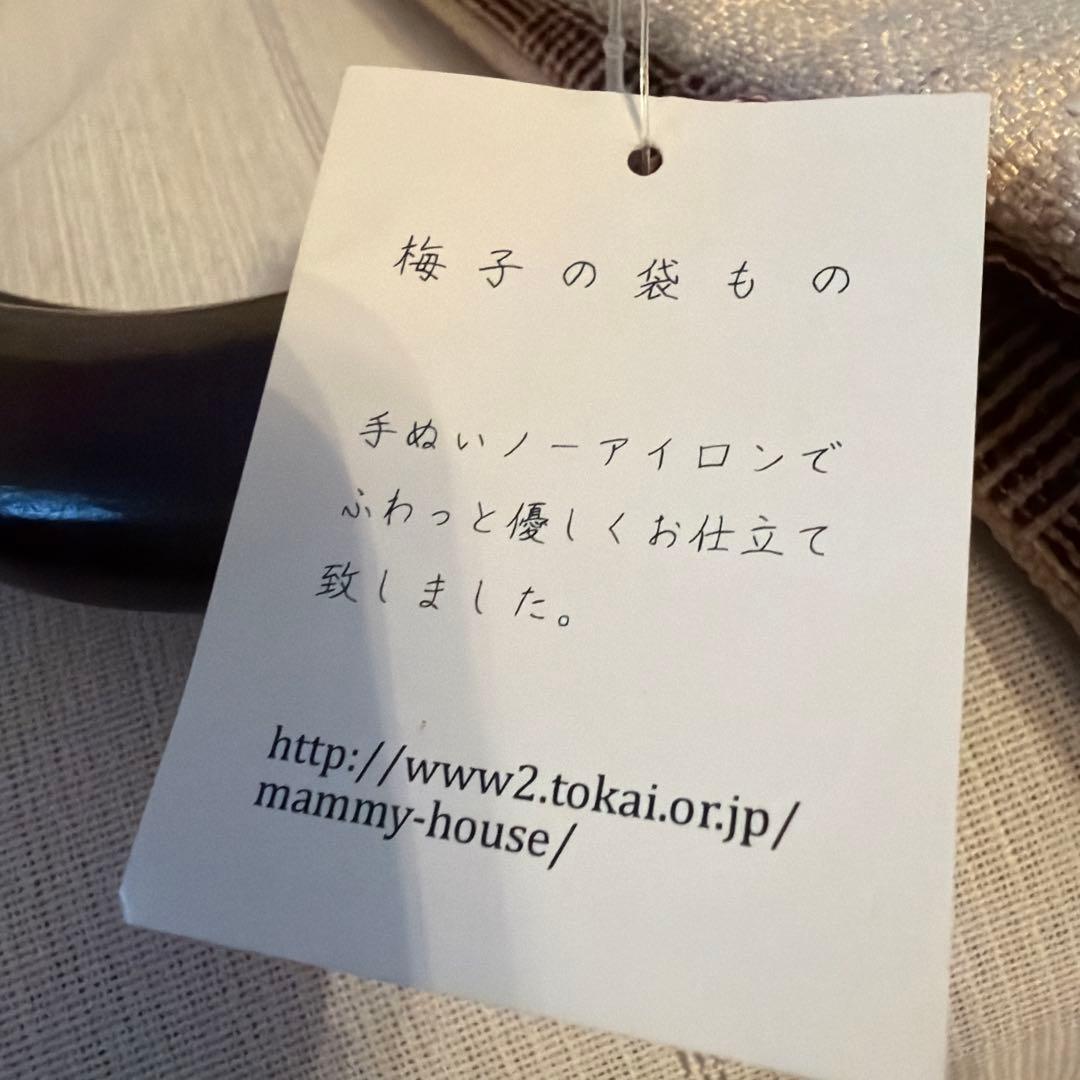 梅子の袋もの
手ぬいノーアイロンで
ふわっと優しくお仕立て
致しました。
http://www2.tokai.or.jp/
mammy-house/